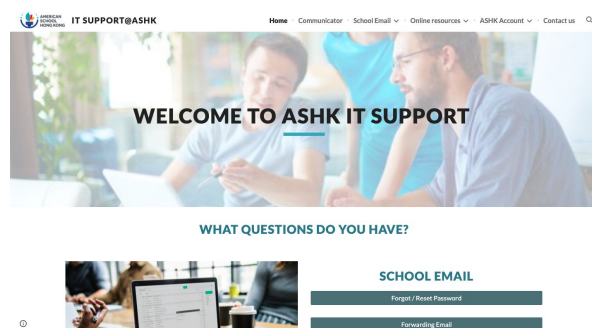 AMERICAN
SCHOOL
HONG KONG
IT SUPPORT@ASHK
Home
Communicator
School Email
Online resources
ASHK Account
Contact us
WELCOME TO ASHK IT SUPPORT
WHAT QUESTIONS DO YOU HAVE?
SCHOOL EMAIL
Forgot / Reset Password
Forwarding Email